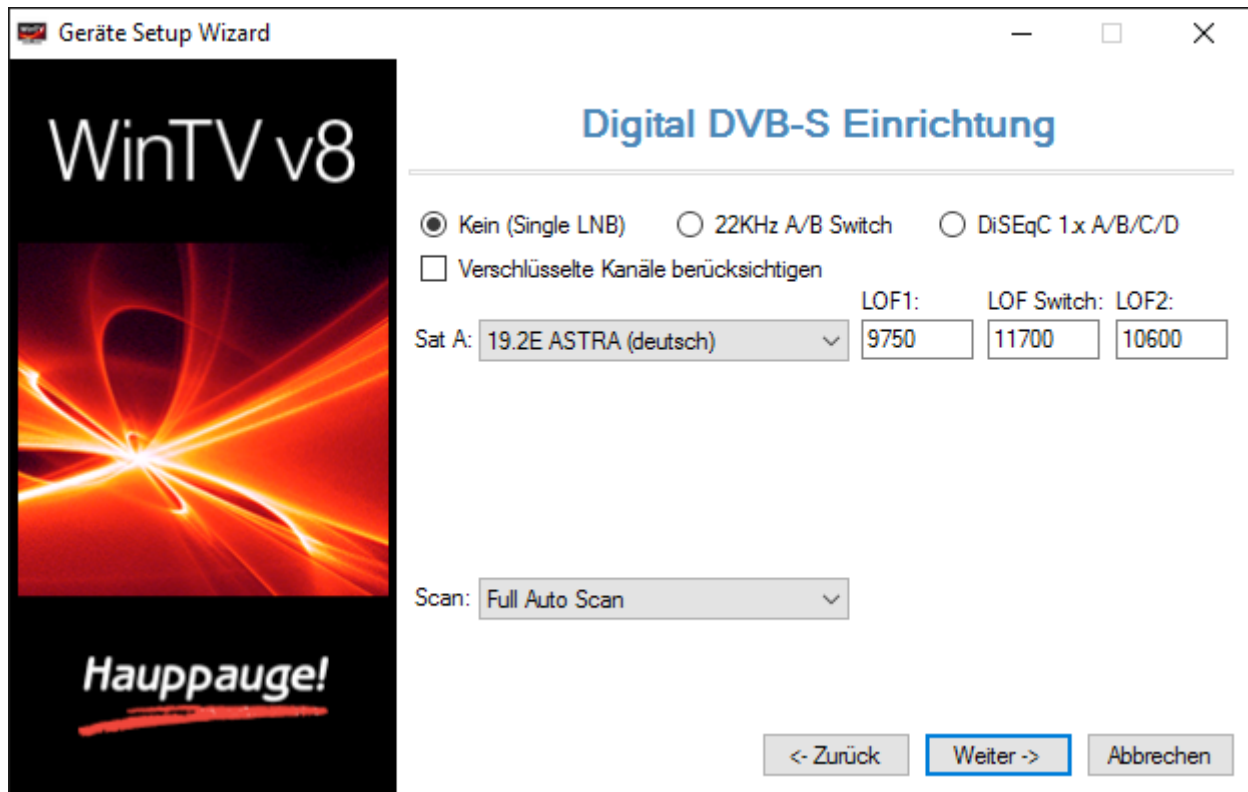 Geräte Setup Wizard
WinTV v8
Digital DVB-S Einrichtung
Kein (Single LNB) 22KHz A/B Switch DiSEqC 1.x A/B/C/D
Verschlüsselte Kanäle berücksichtigen
LOF1: LOF Switch: LOF2:
Sat A: 19.2E ASTRA (deutsch) 9750 11700 10600
Scan: Full Auto Scan
Hauppauge!
<- Zurück Weiter -> Abbrechen